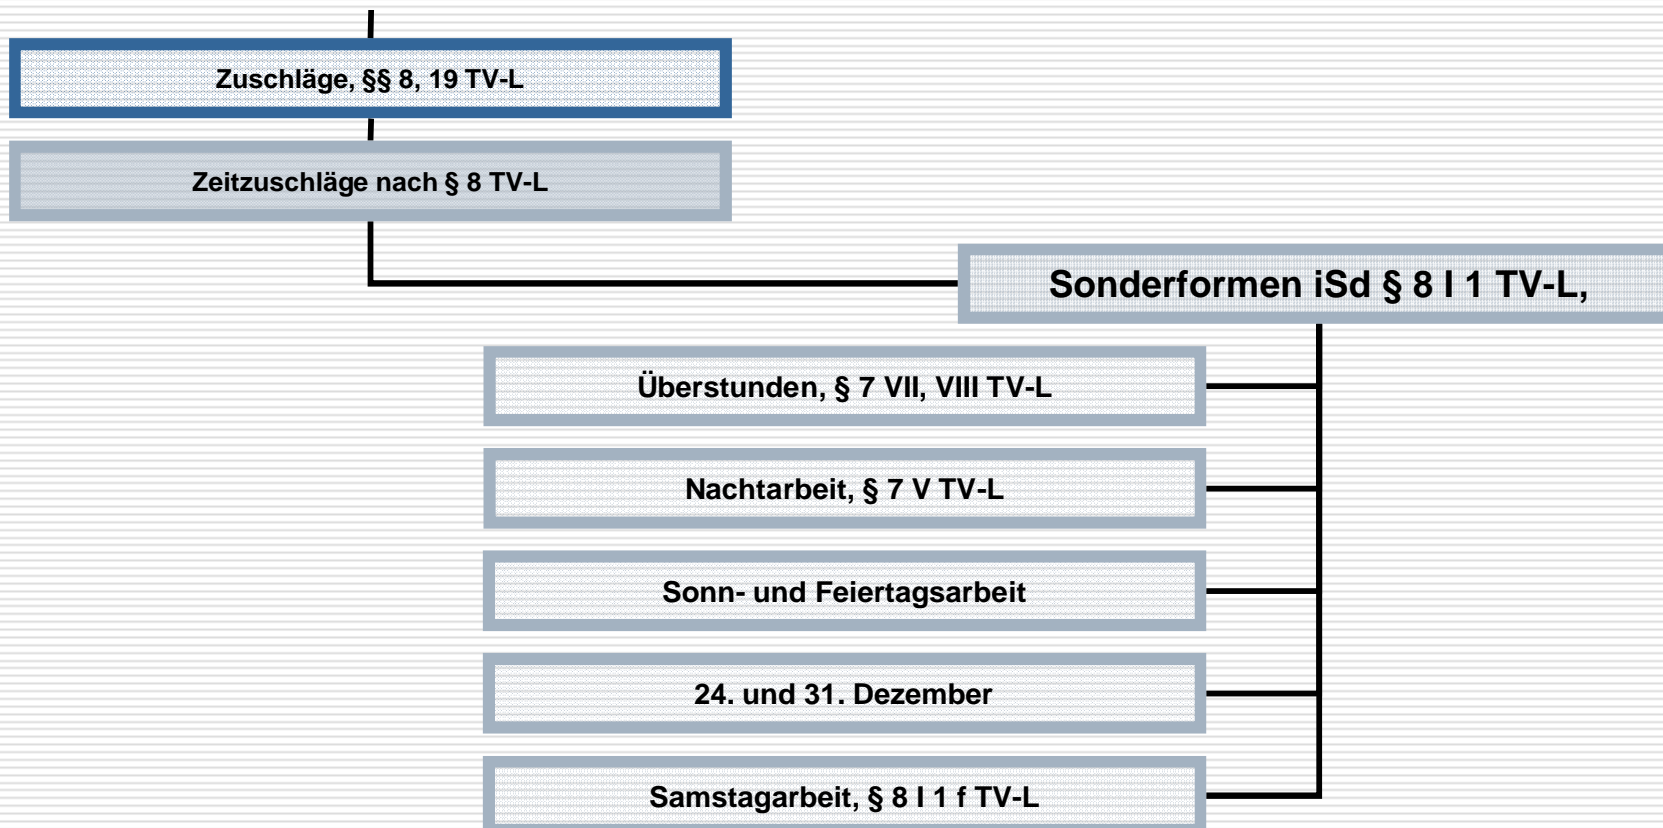 Zuschläge, §§ 8, 19 TV-L
Zeitzuschläge nach § 8 TV-L
Sonderformen iSd § 8 I 1 TV-L,
Überstunden, § 7 VII, VIII TV-L
Nachtarbeit, § 7 V TV-L
Sonn- und Feiertagsarbeit
24. und 31. Dezember
Samstagarbeit, § 8 I 1 f TV-L